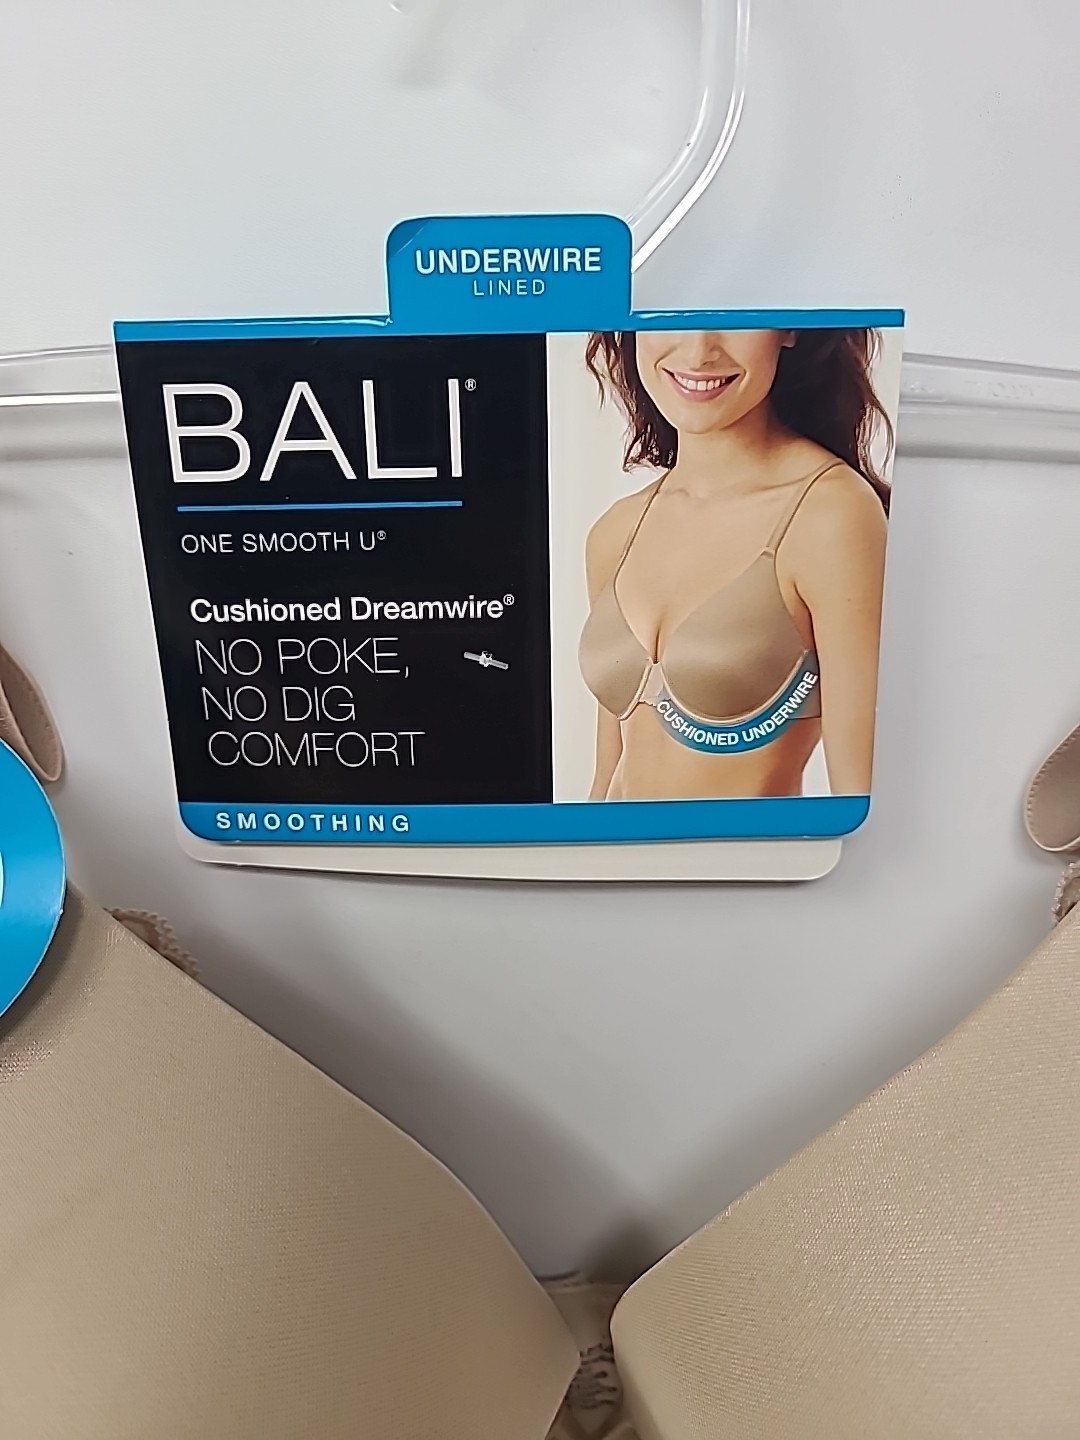 UNDERWIRE
LINED
BALI®
ONE SMOOTH U®
Cushioned Dreamwire®
NO POKE,
NO DIG
COMFORT
CUSHIONED UNDERWIRE
SMOOTHING